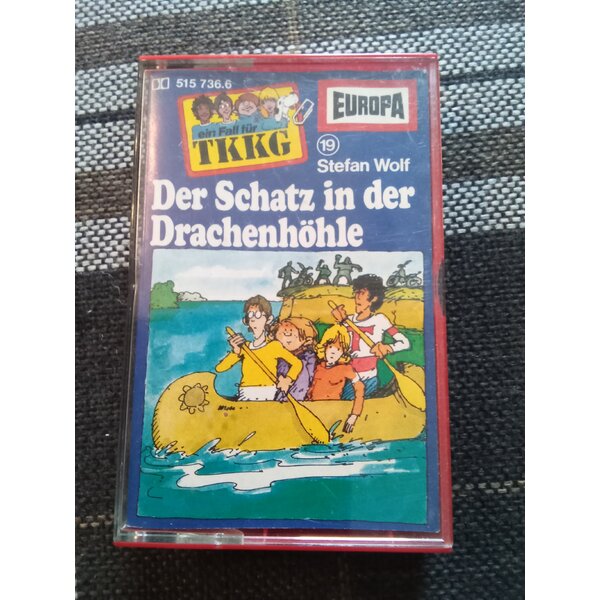 515 736.6
EUROPA
ein Fall für
TKKG
19
Stefan Wolf
Der Schatz in der
Drachenhöhle